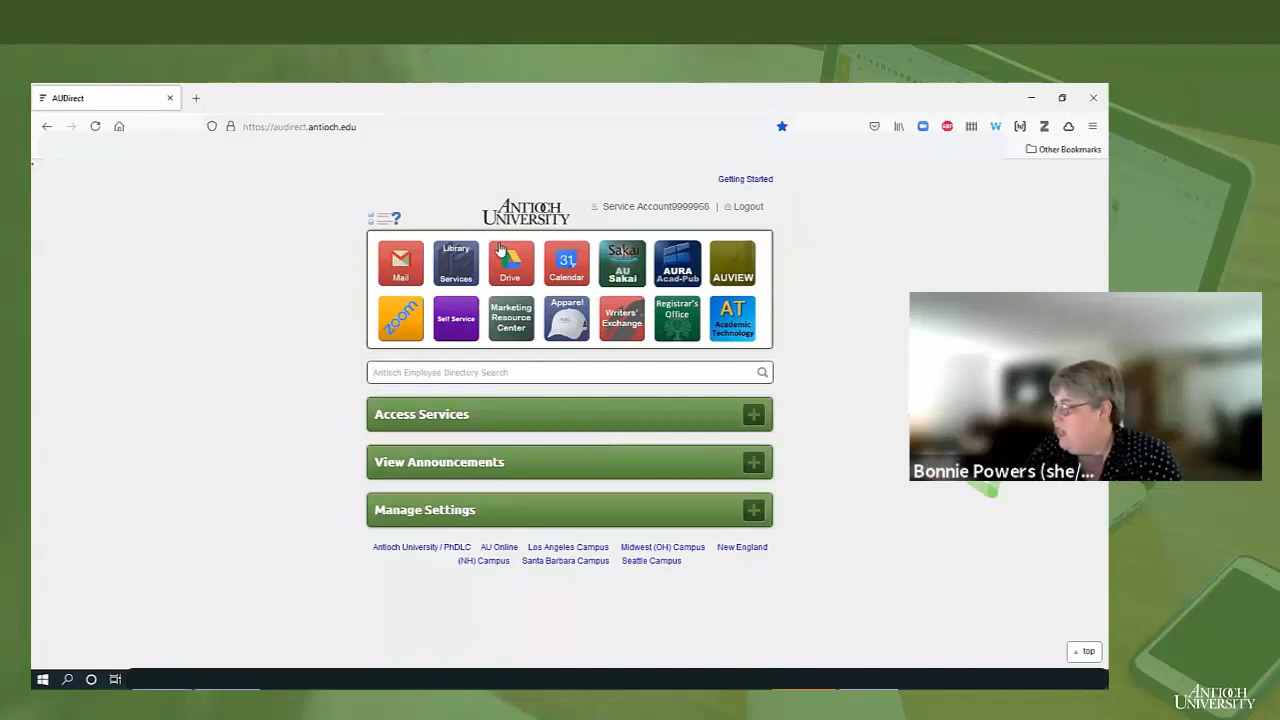 AUDirect
https://audirect.antioch.edu
ABP
W
[h]
Z
Other Bookmarks
Getting Started
?
ANTIOCH
UNIVERSITY
Service Account9999968 | Logout
Mail
Library
Services
Drive
31
Calendar
Sakai
AU
Sakai
AURA
Acad-Pub
AUVIEW
zoom
Self Service
Marketing
Resource
Center
Apparel
Writers'
Exchange
Registrar's
Office
AT
Academic
Technology
Antioch Employee Directory Search
Access Services
View Announcements
Manage Settings
Antioch University / PhDLC AU Online Los Angeles Campus Midwest (OH) Campus New England
(NH) Campus Santa Barbara Campus Seattle Campus
Bonnie Powers (she/...
top
ANTIOCH
UNIVERSITY